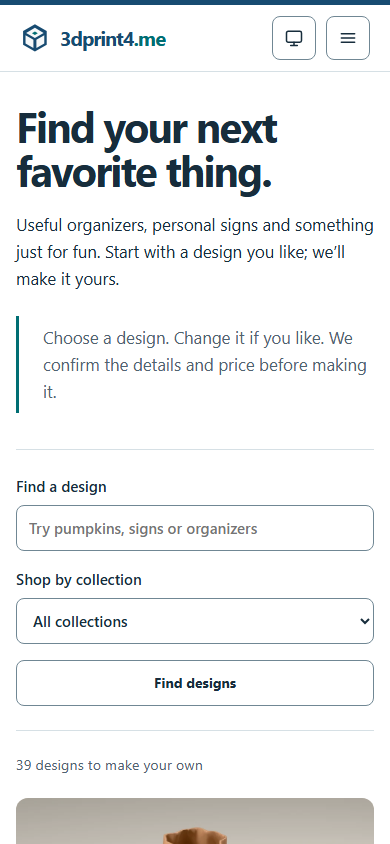 3dprint4.me
Find your next
favorite thing.
Useful organizers, personal signs and something
just for fun. Start with a design you like; we’ll
make it yours.
Choose a design. Change it if you like. We
confirm the details and price before making
it.
Find a design
Try pumpkins, signs or organizers
Shop by collection
All collections
Find designs
39 designs to make your own